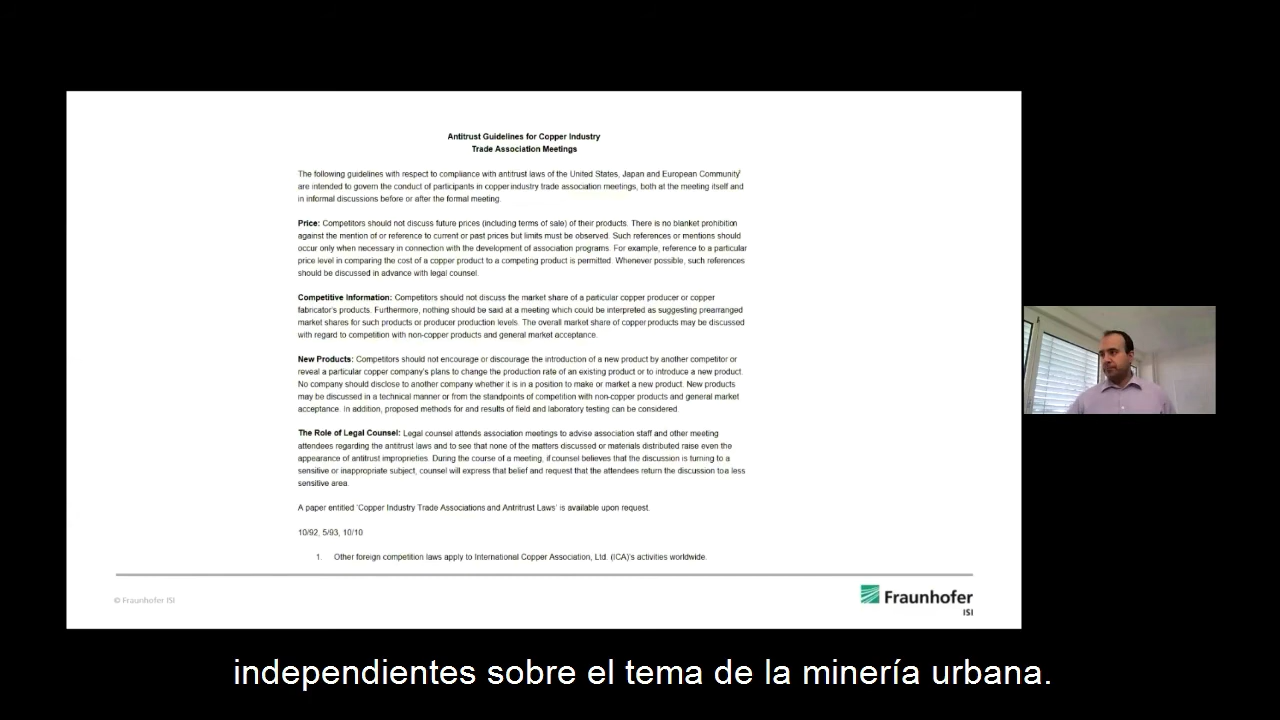 Antitrust Guidelines for Copper Industry
Trade Association Meetings
The following guidelines with respect to compliance with antitrust laws of the United States, Japan and European Community¹
are intended to govern the conduct of participants in copper industry trade association meetings, both at the meeting itself and
in informal discussions before or after the formal meeting.
Price: Competitors should not discuss future prices (including terms of sale) of their products. There is no blanket prohibition
against the mention of or reference to current or past prices but limits must be observed. Such references or mentions should
occur only when necessary in connection with the development of association programs. For example, reference to a particular
price level in comparing the cost of a copper product to a competing product is permitted. Whenever possible, such references
should be discussed in advance with legal counsel.
Competitive Information: Competitors should not discuss the market share of a particular copper producer or copper
fabricator's products. Furthermore, nothing should be said at a meeting which could be interpreted as suggesting prearranged
market shares for such products or producer production levels. The overall market share of copper products may be discussed
with regard to competition with non-copper products and general market acceptance.
New Products: Competitors should not encourage or discourage the introduction of a new product by another competitor or
reveal a particular copper company's plans to change the production rate of an existing product or to introduce a new product.
No company should disclose to another company whether it is in a position to make or market a new product. New products
may be discussed in a technical manner or from the standpoints of competition with non-copper products and general market
acceptance. In addition, proposed methods for and results of field and laboratory testing can be considered.
The Role of Legal Counsel: Legal counsel attends association meetings to advise association staff and other meeting
attendees regarding the antitrust laws and to see that none of the matters discussed or materials distributed raise even the
appearance of antitrust improprieties. During the course of a meeting, if counsel believes that the discussion is turning to a
sensitive or inappropriate subject, counsel will express that belief and request that the attendees return the discussion to a less
sensitive area.
A paper entitled 'Copper Industry Trade Associations and Antritrust Laws' is available upon request.
10/92, 5/93, 10/10
1. Other foreign competition laws apply to International Copper Association, Ltd. (ICA)'s activities worldwide.
© Fraunhofer ISI
Fraunhofer
ISI
independientes sobre el tema de la minería urbana.